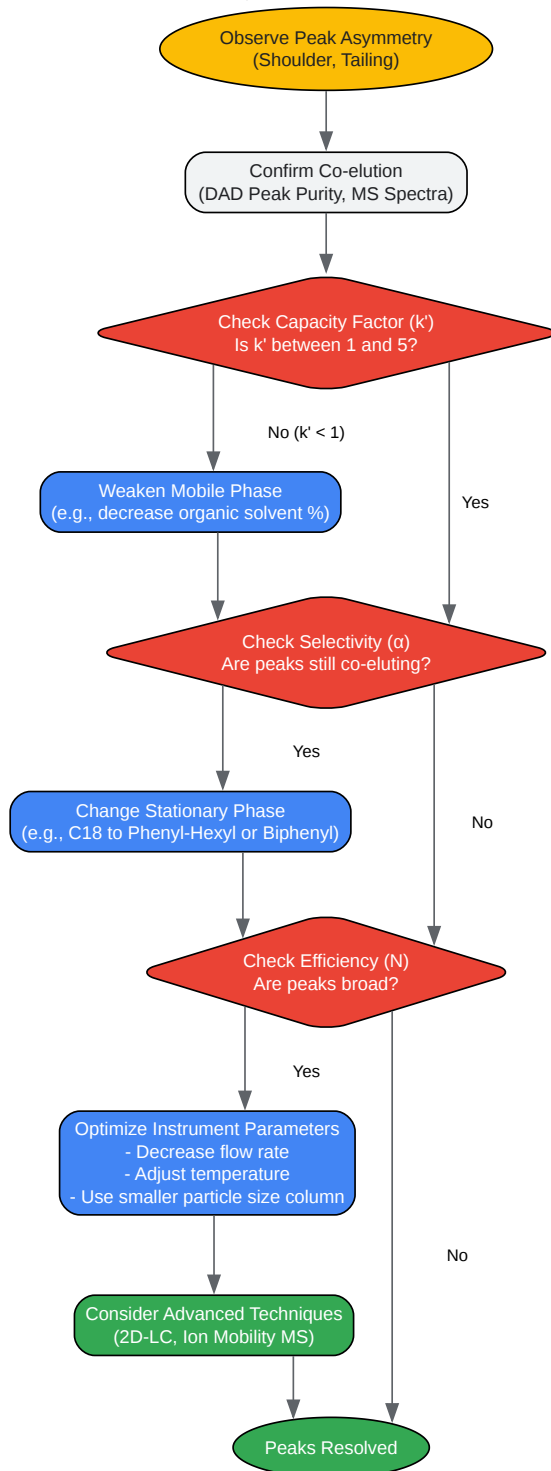 Observe Peak Asymmetry
(Shoulder, Tailing)
Confirm Co-elution
(DAD Peak Purity, MS Spectra)
Check Capacity Factor (k')
Is k' between 1 and 5?
No (k' < 1)
Weaken Mobile Phase
(e.g., decrease organic solvent %)
Yes
Check Selectivity (α)
Are peaks still co-eluting?
Yes
Change Stationary Phase
(e.g., C18 to Phenyl-Hexyl or Biphenyl)
No
Check Efficiency (N)
Are peaks broad?
Yes
Optimize Instrument Parameters
- Decrease flow rate
- Adjust temperature
- Use smaller particle size column
No
Consider Advanced Techniques
(2D-LC, Ion Mobility MS)
Peaks Resolved